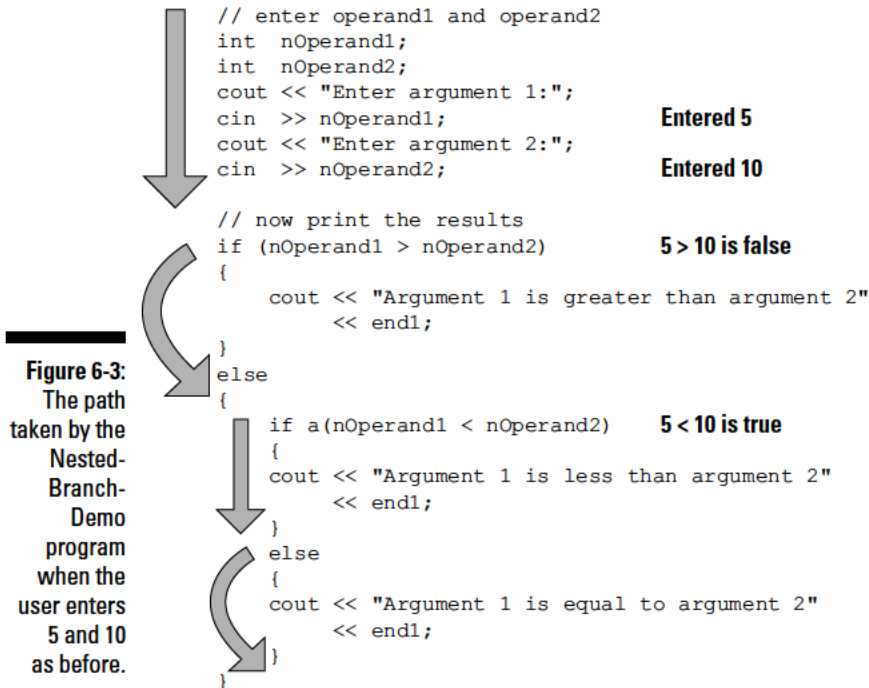 // enter operand1 and operand2
int  nOperand1;
int  nOperand2;
cout << "Enter argument 1:";
cin  >> nOperand1;    Entered 5
cout << "Enter argument 2:";
cin  >> nOperand2;    Entered 10
// now print the results
if (nOperand1 > nOperand2)    5 > 10 is false
{
    cout << "Argument 1 is greater than argument 2"
         << end1;
}
else
{
    if a(nOperand1 < nOperand2)    5 < 10 is true
    {
    cout << "Argument 1 is less than argument 2"
         << end1;
    }
    else
    {
    cout << "Argument 1 is equal to argument 2"
         << end1;
    }
}
Figure 6-3:
The path
taken by the
Nested-
Branch-
Demo
program
when the
user enters
5 and 10
as before.